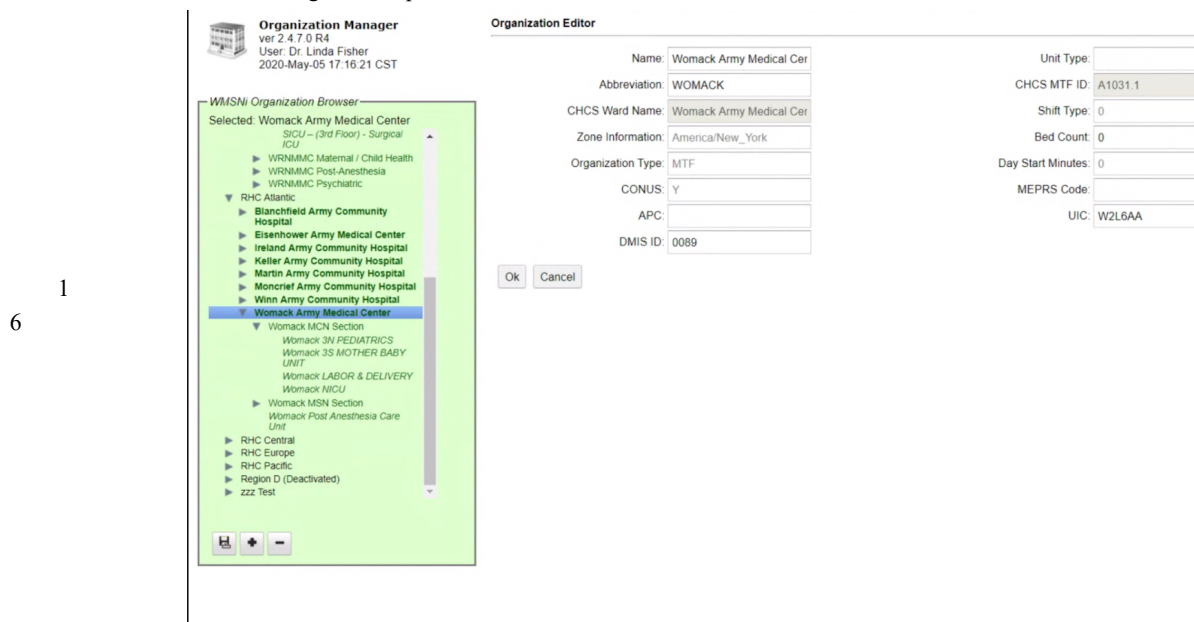 Organization Manager
ver 2.4.7.0 R4
User: Dr. Linda Fisher
2020-May-05 17:16:21 CST
WMSNi Organization Browser
Selected: Womack Army Medical Center
SICU – (3rd Floor) - Surgical
ICU
WRNMMC Maternal / Child Health
WRNMMC Post-Anesthesia
WRNMMC Psychiatric
RHC Atlantic
Blanchfield Army Community
Hospital
Eisenhower Army Medical Center
Ireland Army Community Hospital
Keller Army Community Hospital
Martin Army Community Hospital
Moncrief Army Community Hospital
Winn Army Community Hospital
Womack Army Medical Center
Womack MCN Section
Womack 3N PEDIATRICS
Womack 3S MOTHER BABY
UNIT
Womack LABOR & DELIVERY
Womack NICU
Womack MSN Section
Womack Post Anesthesia Care
Unit
RHC Central
RHC Europe
RHC Pacific
Region D (Deactivated)
zzz Test
Organization Editor
Name: Womack Army Medical Cer
Abbreviation: WOMACK
CHCS Ward Name: Womack Army Medical Cer
Zone Information: America/New_York
Organization Type: MTF
CONUS: Y
APC:
DMIS ID: 0089
Ok Cancel
Unit Type:
CHCS MTF ID: A1031.1
Shift Type: 0
Bed Count: 0
Day Start Minutes: 0
MEPRS Code:
UIC: W2L6AA
1
6